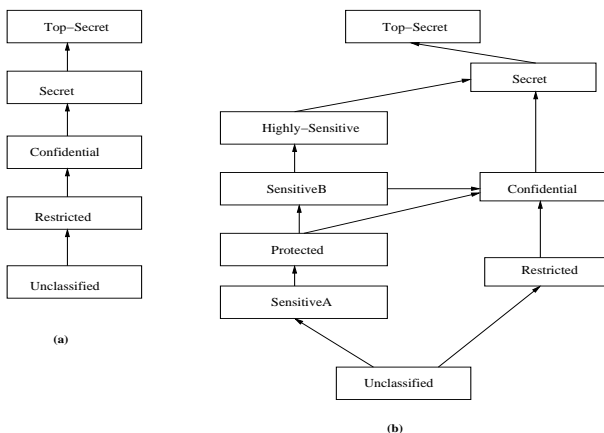 Top–Secret
Secret
Confidential
Restricted
Unclassified
(a)
Top–Secret
Secret
Highly–Sensitive
SensitiveB
Confidential
Protected
Restricted
SensitiveA
Unclassified
(b)